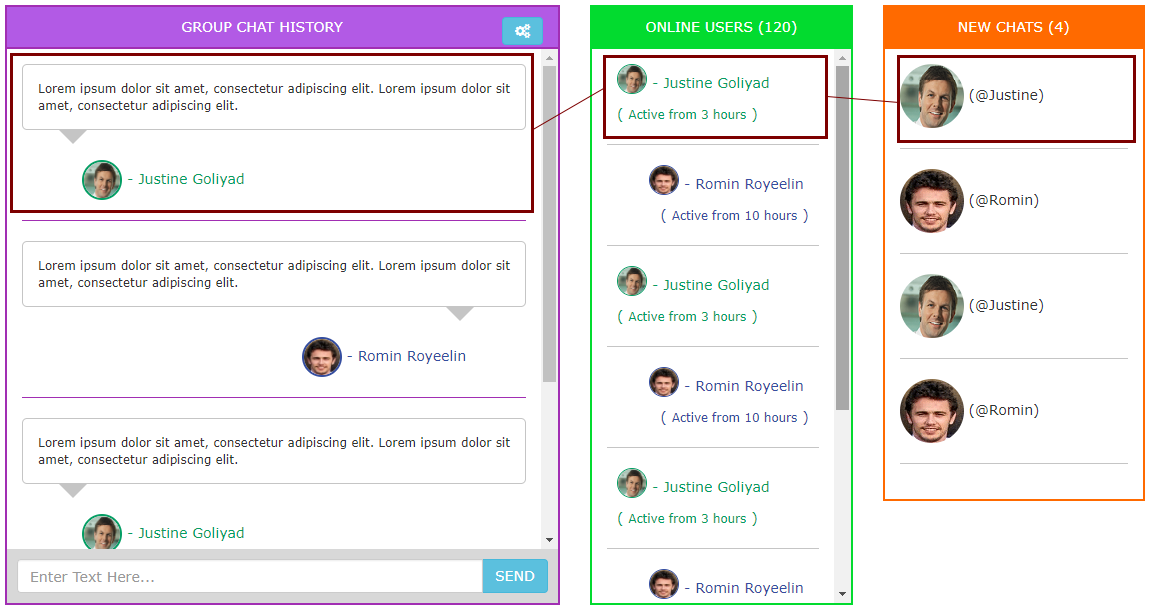 GROUP CHAT HISTORY
Lorem ipsum dolor sit amet, consectetur adipiscing elit. Lorem ipsum dolor sit
amet, consectetur adipiscing elit.
- Justine Goliyad
Lorem ipsum dolor sit amet, consectetur adipiscing elit. Lorem ipsum dolor sit
amet, consectetur adipiscing elit.
- Romin Royeelin
Lorem ipsum dolor sit amet, consectetur adipiscing elit. Lorem ipsum dolor sit
amet, consectetur adipiscing elit.
- Justine Goliyad
Enter Text Here...
SEND
ONLINE USERS (120)
- Justine Goliyad
( Active from 3 hours )
- Romin Royeelin
( Active from 10 hours )
- Justine Goliyad
( Active from 3 hours )
- Romin Royeelin
( Active from 10 hours )
- Justine Goliyad
( Active from 3 hours )
- Romin Royeelin
NEW CHATS (4)
(@Justine)
(@Romin)
(@Justine)
(@Romin)